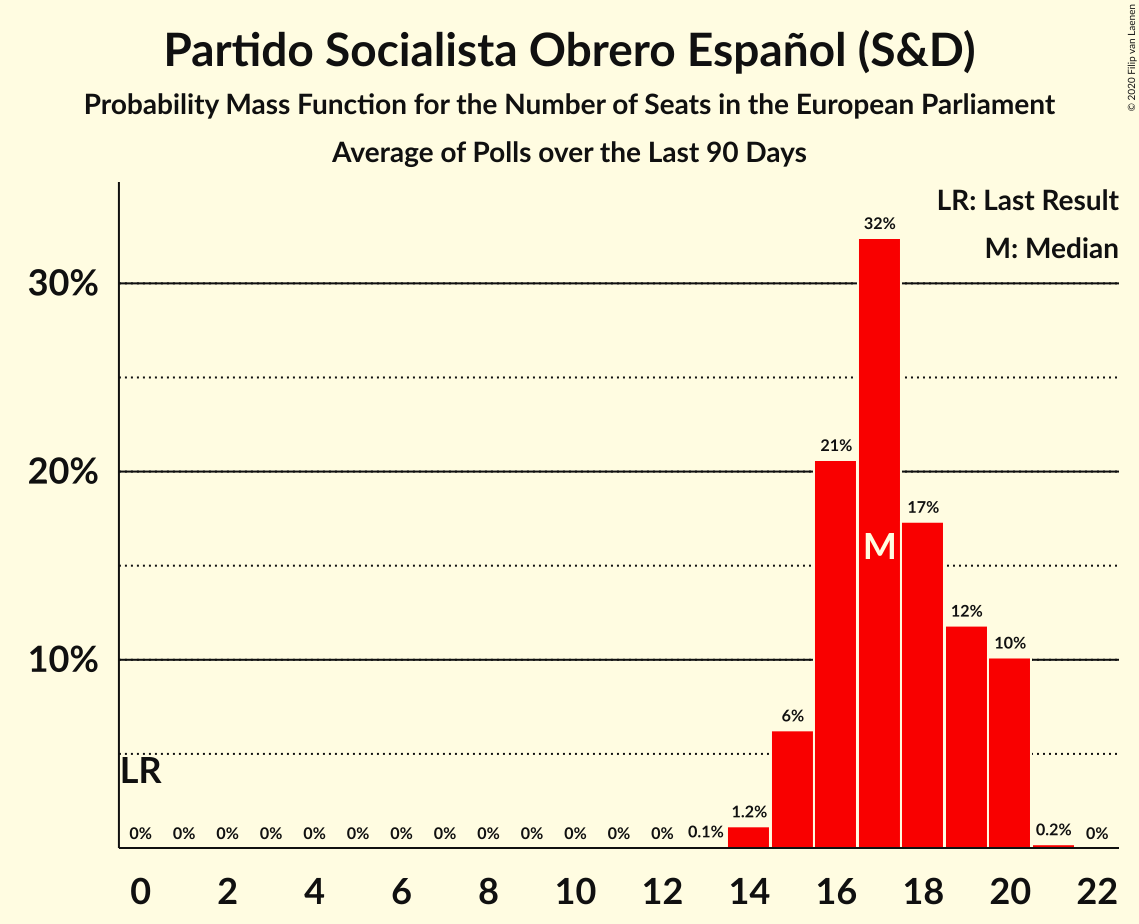 Partido Socialista Obrero Español (S&D)
Probability Mass Function for the Number of Seats in the European Parliament
Average of Polls over the Last 90 Days
© 2020 Filip van Laenen
LR: Last Result
M: Median
30%
20%
10%
LR
M
0% 0% 0% 0% 0% 0% 0% 0% 0% 0% 0% 0% 0% 0.1% 1.2% 6% 21% 32% 17% 12% 10% 0.2% 0%
0 2 4 6 8 10 12 14 16 18 20 22